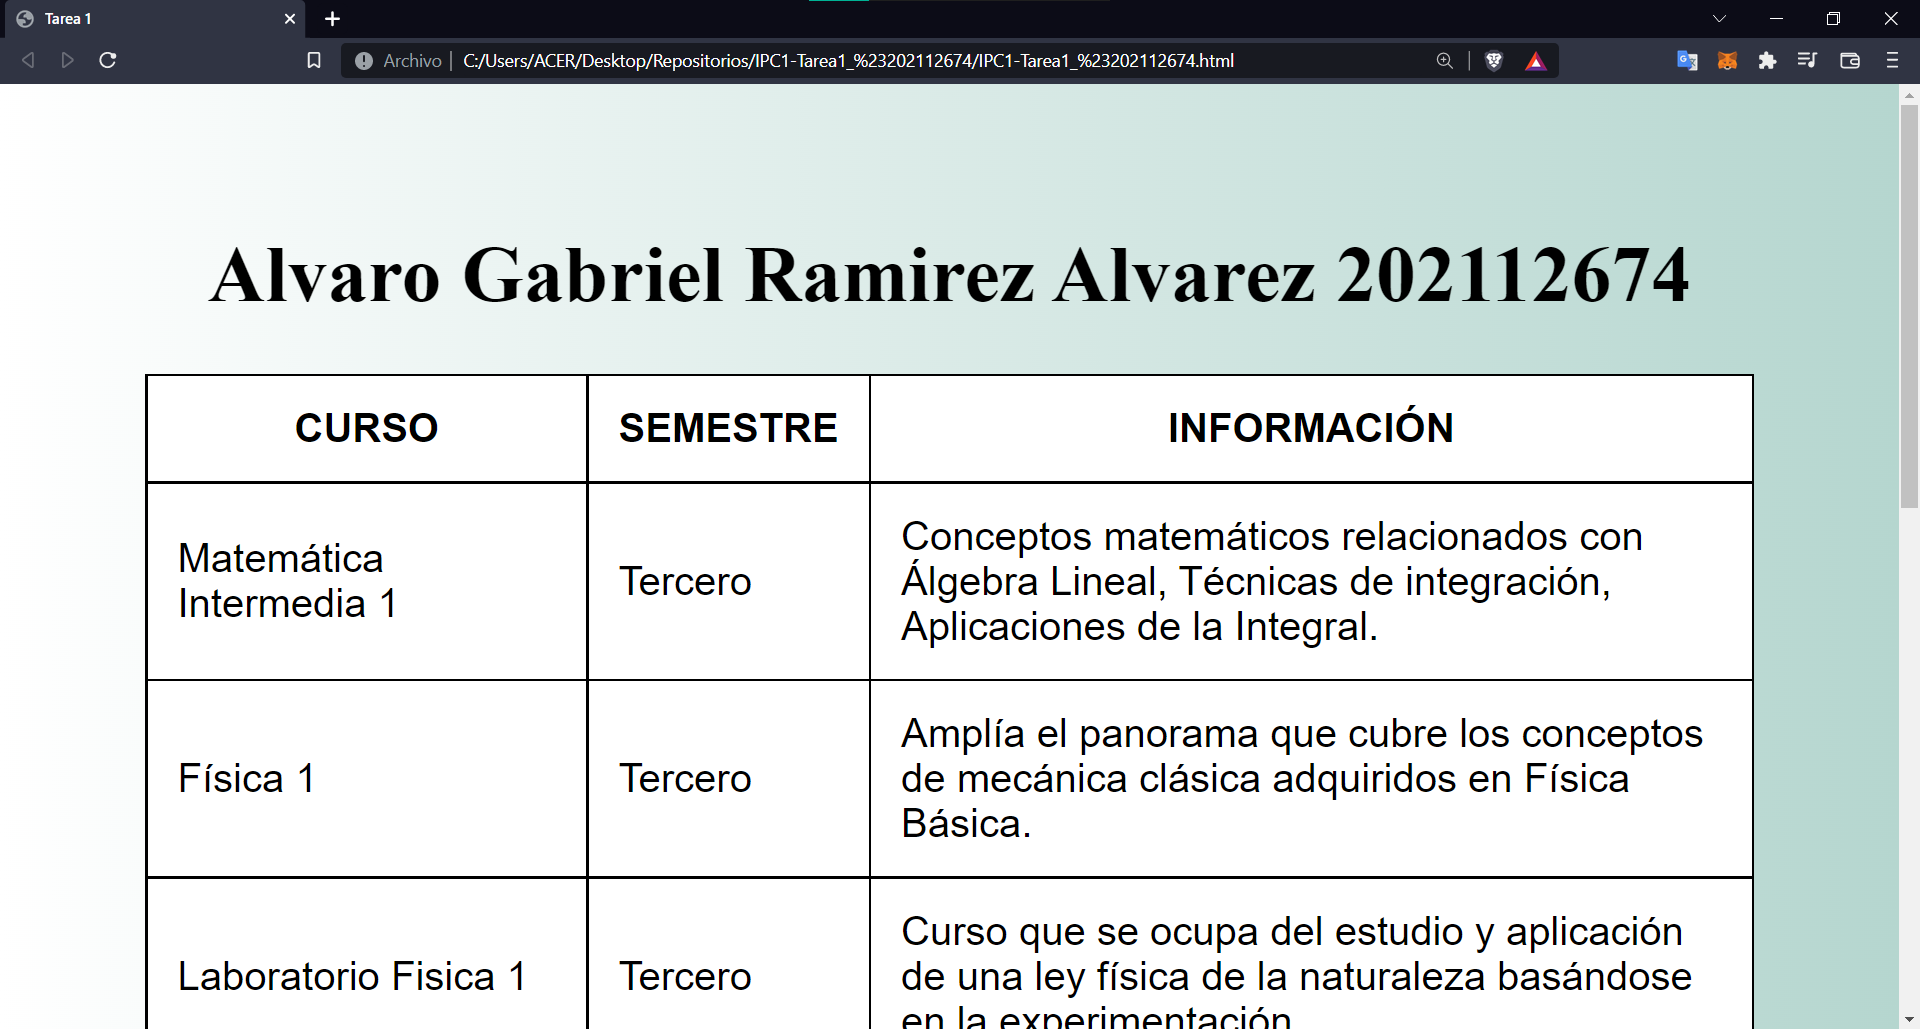 Tarea 1
Archivo C:/Users/ACER/Desktop/Repositorios/IPC1-Tarea1_%23202112674/IPC1-Tarea1_%23202112674.html
Alvaro Gabriel Ramirez Alvarez 202112674
CURSO SEMESTRE INFORMACIÓN
Matemática
Intermedia 1
Tercero
Conceptos matemáticos relacionados con
Álgebra Lineal, Técnicas de integración,
Aplicaciones de la Integral.
Física 1
Tercero
Amplía el panorama que cubre los conceptos
de mecánica clásica adquiridos en Física
Básica.
Laboratorio Fisica 1
Tercero
Curso que se ocupa del estudio y aplicación
de una ley física de la naturaleza basándose
en la experimentación